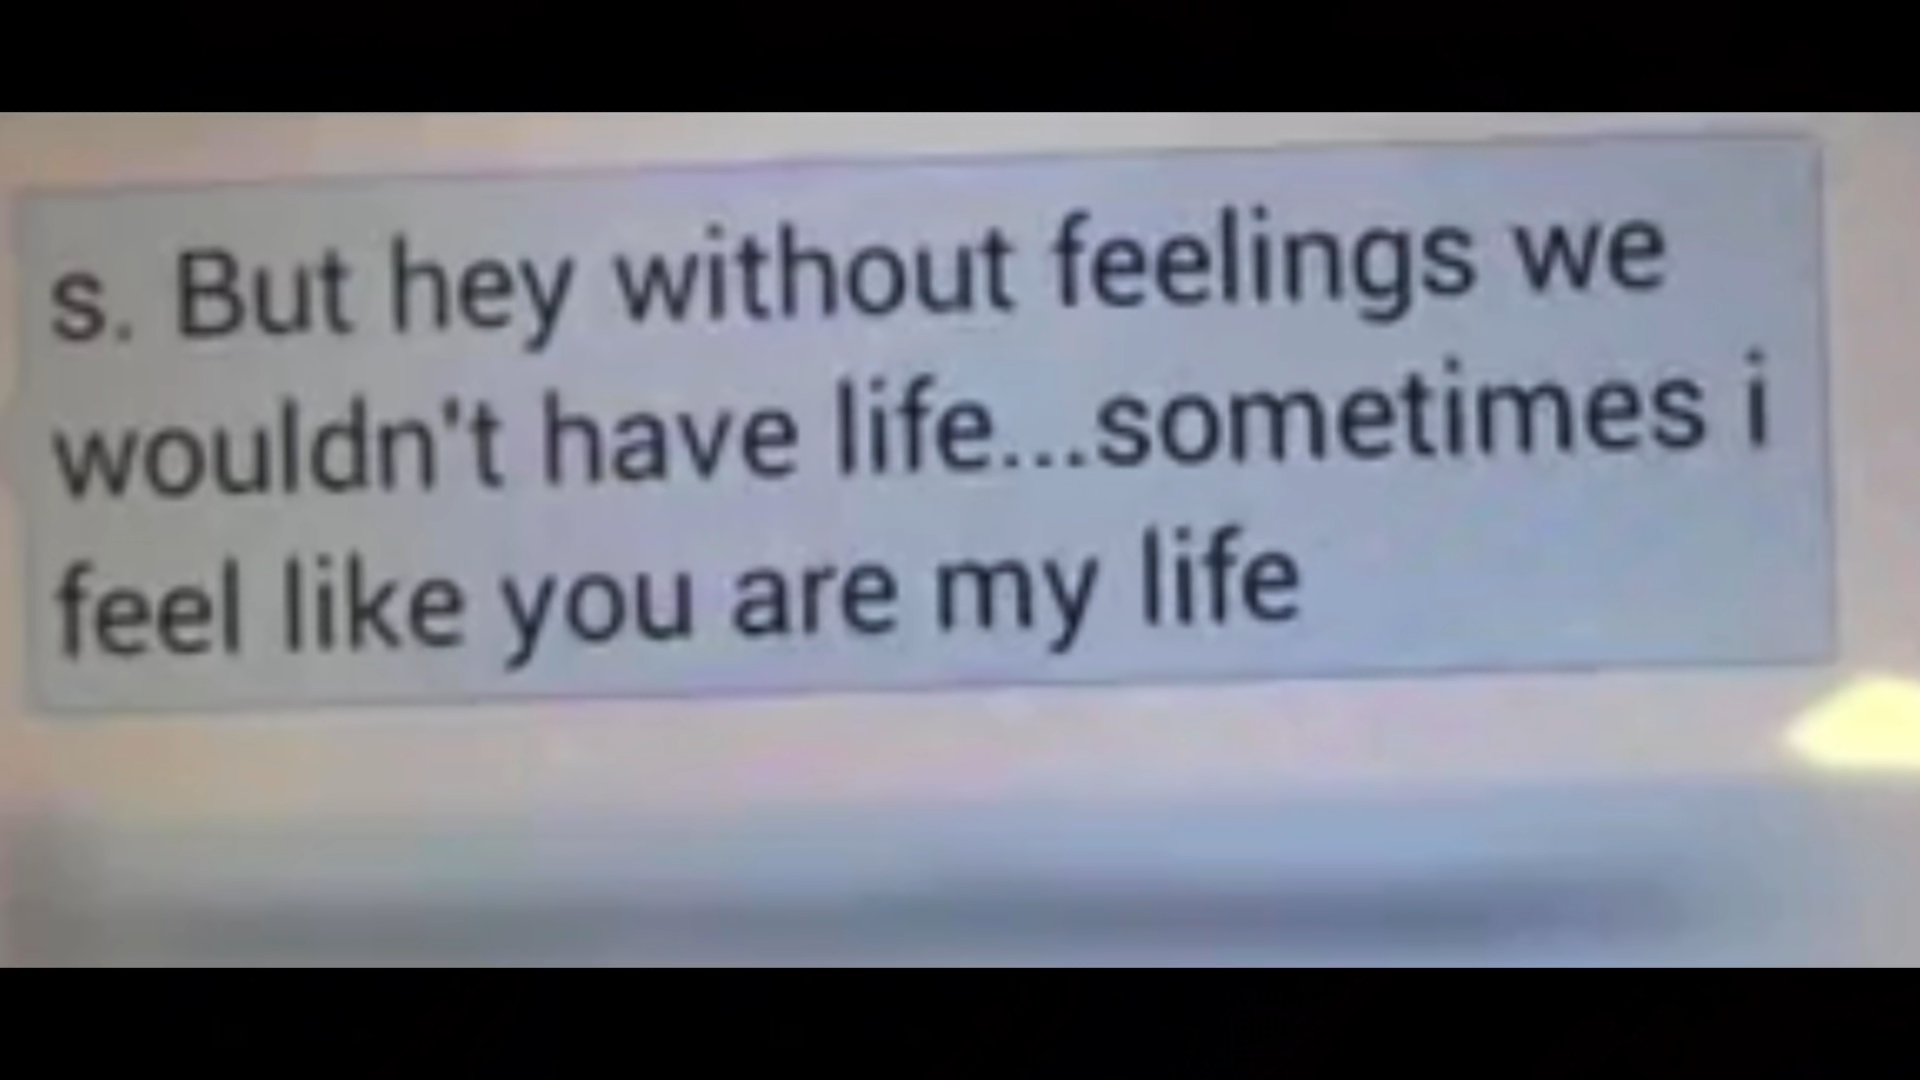 s. But hey without feelings we
wouldn't have life...sometimes i
feel like you are my life